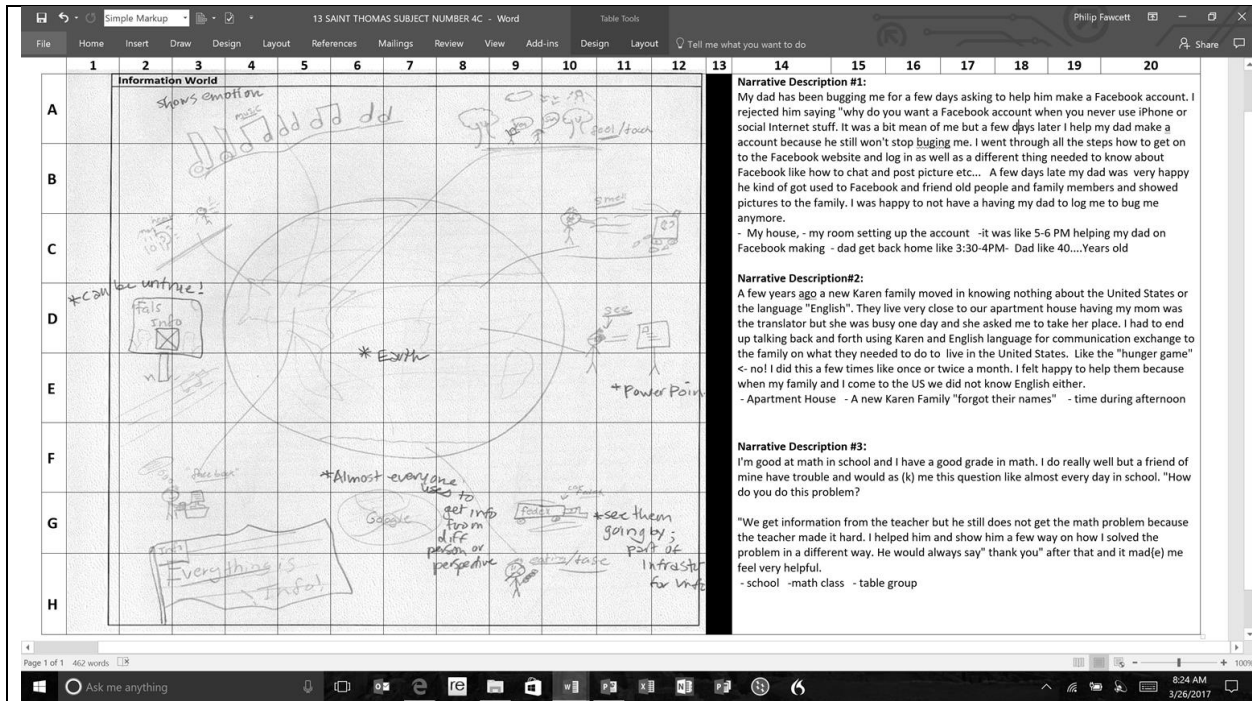 Simple Markup
13 SAINT THOMAS SUBJECT NUMBER 4C - Word
Table Tools
Philip Fawcett
File Home Insert Draw Design Layout References Mailings Review View Add-ins Design Layout Tell me what you want to do
Share
1 2 3 4 5 6 7 8 9 10 11 12 13 14 15 16 17 18 19 20
A
B
C
D
E
F
G
H
Information World
shows emotion
music
smell
*can be untrue!
fals
Info
see
* Earth
*PowerPoin
"
*Almost everyone
uses to
get info
from
diff
person or
perspective
Google
fedex
*see them
going by;
part of
Infrastr
for
Info
Everything is
Info!
eating/tase
Narrative Description #1:
My dad has been bugging me for a few days asking to help him make a Facebook account. I
rejected him saying "why do you want a Facebook account when you never use iPhone or
social Internet stuff. It was a bit mean of me but a few days later I help my dad make a
account because he still won't stop buging me. I went through all the steps how to get on
to the Facebook website and log in as well as a different thing needed to know about
Facebook like how to chat and post picture etc... A few days late my dad was very happy
he kind of got used to Facebook and friend old people and family members and showed
pictures to the family. I was happy to not have a having my dad to log me to bug me
anymore.
- My house, - my room setting up the account -it was like 5-6 PM helping my dad on
Facebook making - dad get back home like 3:30-4PM- Dad like 40....Years old
Narrative Description#2:
A few years ago a new Karen family moved in knowing nothing about the United States or
the language "English". They live very close to our apartment house having my mom was
the translator but she was busy one day and she asked me to take her place. I had to end
up talking back and forth using Karen and English language for communication exchange to
the family on what they needed to do to live in the United States. Like the "hunger game"
<- no! I did this a few times like once or twice a month. I felt happy to help them because
when my family and I come to the US we did not know English either.
- Apartment House - A new Karen Family "forgot their names" - time during afternoon
Narrative Description #3:
I'm good at math in school and I have a good grade in math. I do really well but a friend of
mine have trouble and would as (k) me this question like almost every day in school. "How
do you do this problem?
"We get information from the teacher but he still does not get the math problem because
the teacher made it hard. I helped him and show him a few way on how I solved the
problem in a different way. He would always say" thank you" after that and it mad(e) me
feel very helpful.
- school -math class - table group
Page 1 of 1 462 words
100%
Ask me anything
8:24 AM
3/26/2017